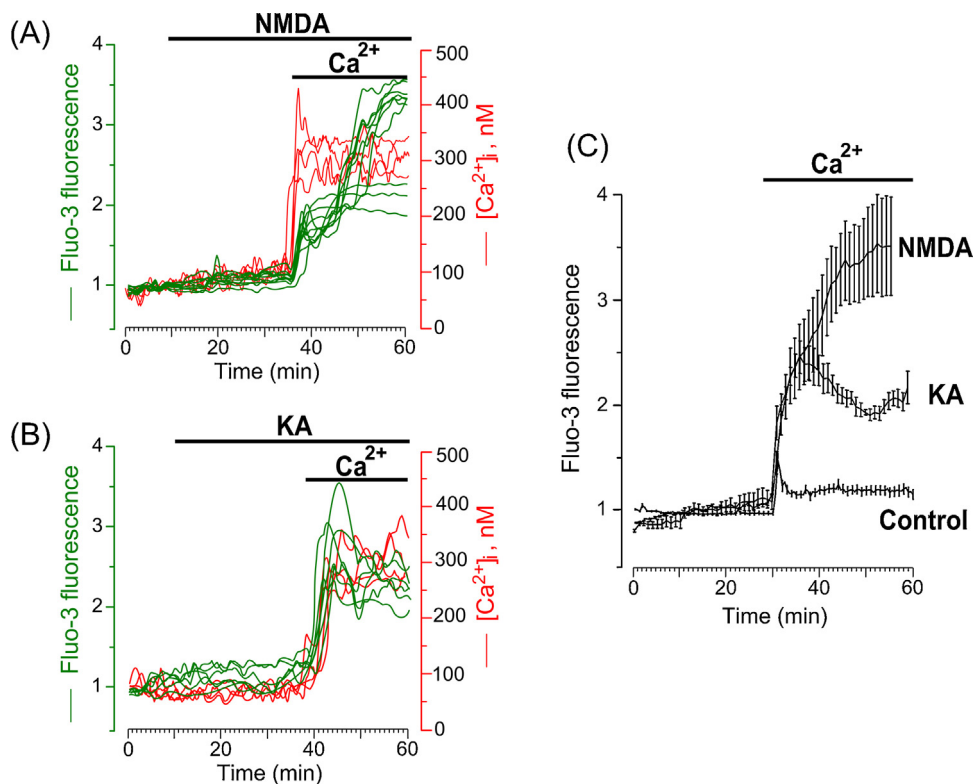 (A)
NMDA
Ca2+
4
3
2
1
Fluo-3 fluorescence
500
400
300
200
100
0
[Ca2+]i, nM
0 20 40 60
Time (min)
(B)
KA
Ca2+
4
3
2
1
Fluo-3 fluorescence
500
400
300
200
100
0
[Ca2+]i, nM
0 20 40 60
Time (min)
(C)
Ca2+
4
3
2
1
Fluo-3 fluorescence
NMDA
KA
Control
0 20 40 60
Time (min)